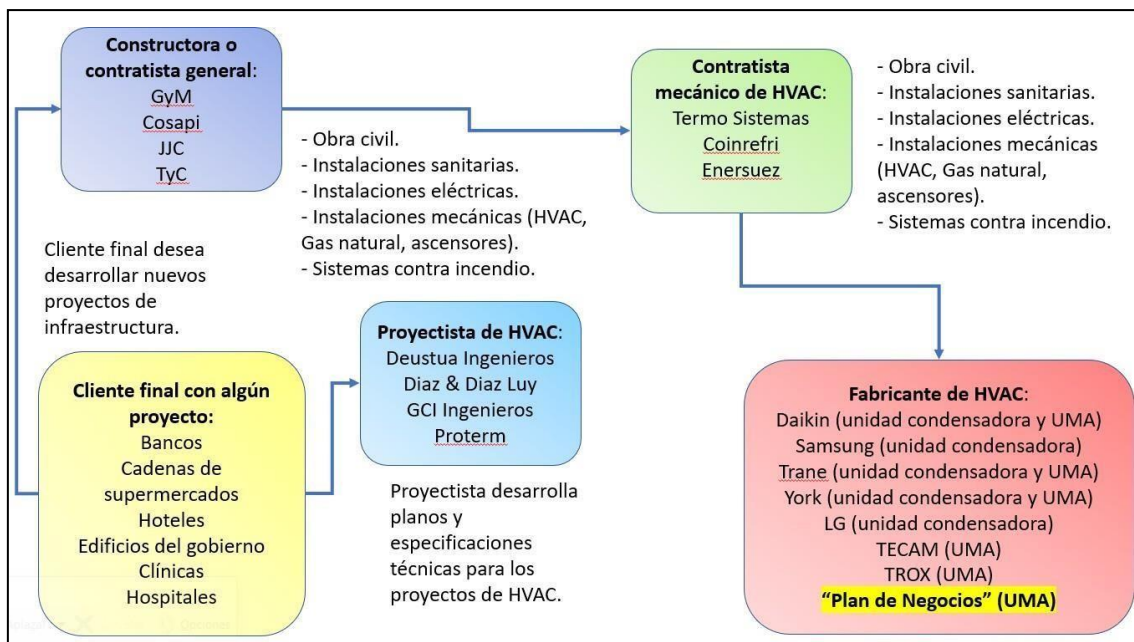 Constructora o
contratista general:
GyM
Cosapi
JJC
TyC
- Obra civil.
- Instalaciones sanitarias.
- Instalaciones eléctricas.
- Instalaciones mecánicas (HVAC,
Gas natural, ascensores).
- Sistemas contra incendio.
Contratista
mecánico de HVAC:
Termo Sistemas
Coinrefri
Enersuez
- Obra civil.
- Instalaciones sanitarias.
- Instalaciones eléctricas.
- Instalaciones mecánicas
(HVAC, Gas natural,
ascensores).
- Sistemas contra incendio.
Cliente final desea
desarrollar nuevos
proyectos de
infraestructura.
Cliente final con algún
proyecto:
Bancos
Cadenas de
supermercados
Hoteles
Edificios del gobierno
Clínicas
Hospitales
Proyectista de HVAC:
Deustua Ingenieros
Diaz & Diaz Luy
GCI Ingenieros
Proterm
Proyectista desarrolla
planos y
especificaciones
técnicas para los
proyectos de HVAC.
Fabricante de HVAC:
Daikin (unidad condensadora y UMA)
Samsung (unidad condensadora)
Trane (unidad condensadora y UMA)
York (unidad condensadora y UMA)
LG (unidad condensadora)
TECAM (UMA)
TROX (UMA)
“Plan de Negocios” (UMA)